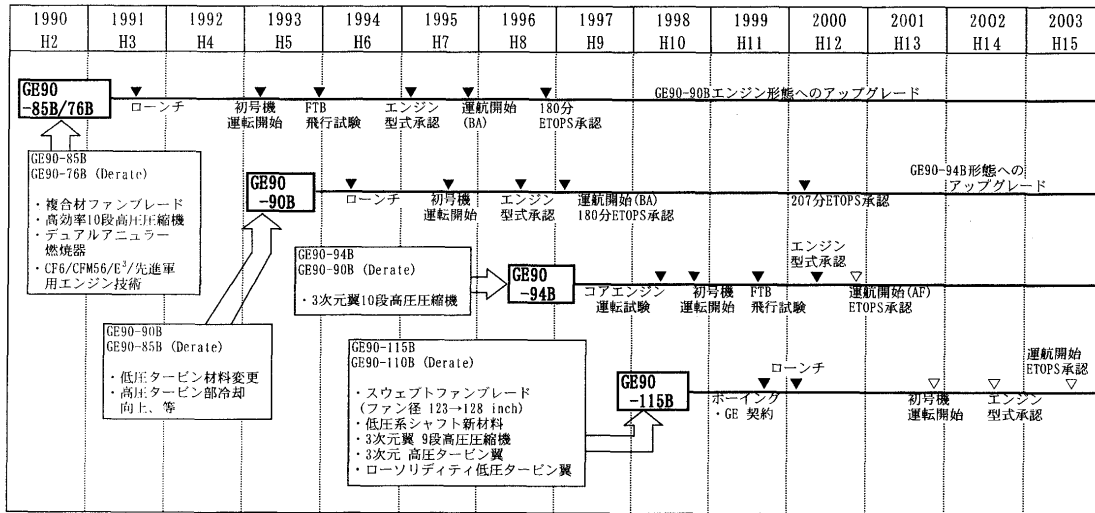 1990 1991 1992 1993 1994 1995 1996 1997 1998 1999 2000 2001 2002 2003
H2 H3 H4 H5 H6 H7 H8 H9 H10 H11 H12 H13 H14 H15
GE90
-85B/76B
▼
ローンチ
▼
初号機
運転開始
▼
FTB
飛行試験
▼
エンジン
型式承認
▼
運航開始
(BA)
▼
180分
ETOPS承認
GE90-90Bエンジン形態へのアップグレード
GE90-85B
GE90-76B (Derate)
・複合材ファンブレード
・高効率10段高圧圧縮機
・デュアルアニュラー
燃焼器
・CF6/CFM56/E³/先進軍
用エンジン技術
GE90
-90B
▼
ローンチ
▼
初号機
運転開始
▼
エンジン
型式承認
▼
運航開始(BA)
180分ETOPS承認
▼
207分ETOPS承認
GE90-94B形態への
アップグレード
GE90-90B
GE90-85B (Derate)
・低圧タービン材料変更
・高圧タービン部冷却
向上、等
GE90-94B
GE90-90B (Derate)
・3次元翼10段高圧圧縮機
GE90
-94B
▼
コアエンジン
運転試験
▼
初号機
運転開始
▼
FTB
飛行試験
エンジン
型式承認
▼
▽
運航開始(AF)
ETOPS承認
GE90-115B
GE90-110B (Derate)
・スウェプトファンブレード
(ファン径 123→128 inch)
・低圧系シャフト新材料
・3次元翼 9段高圧圧縮機
・3次元 高圧タービン翼
・ローソリディティ低圧タービン翼
GE90
-115B
▼
ボーイング
・GE 契約
ローンチ
▼
▽
初号機
運転開始
▽
エンジン
型式承認
運航開始
ETOPS承認
▽